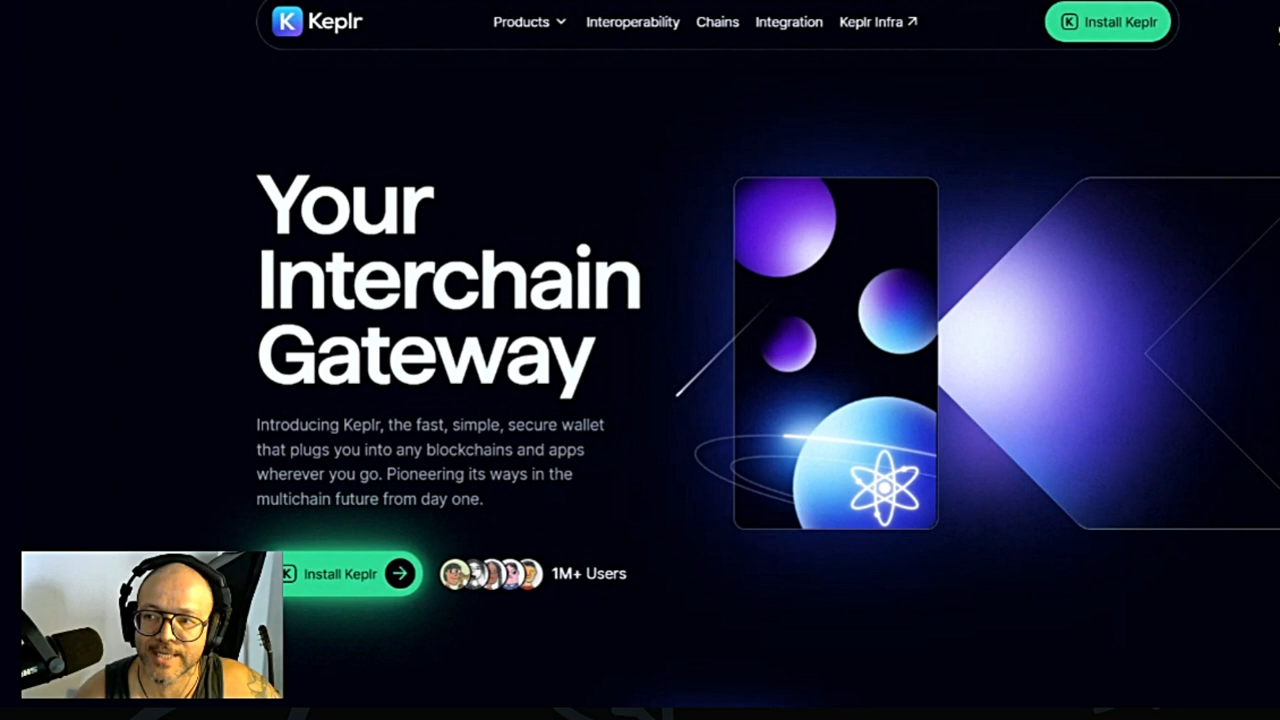 Keplr
Products
Interoperability
Chains
Integration
Keplr Infra
Install Keplr
Your
Interchain
Gateway
Introducing Keplr, the fast, simple, secure wallet
that plugs you into any blockchains and apps
wherever you go. Pioneering its ways in the
multichain future from day one.
Install Keplr
1M+ Users